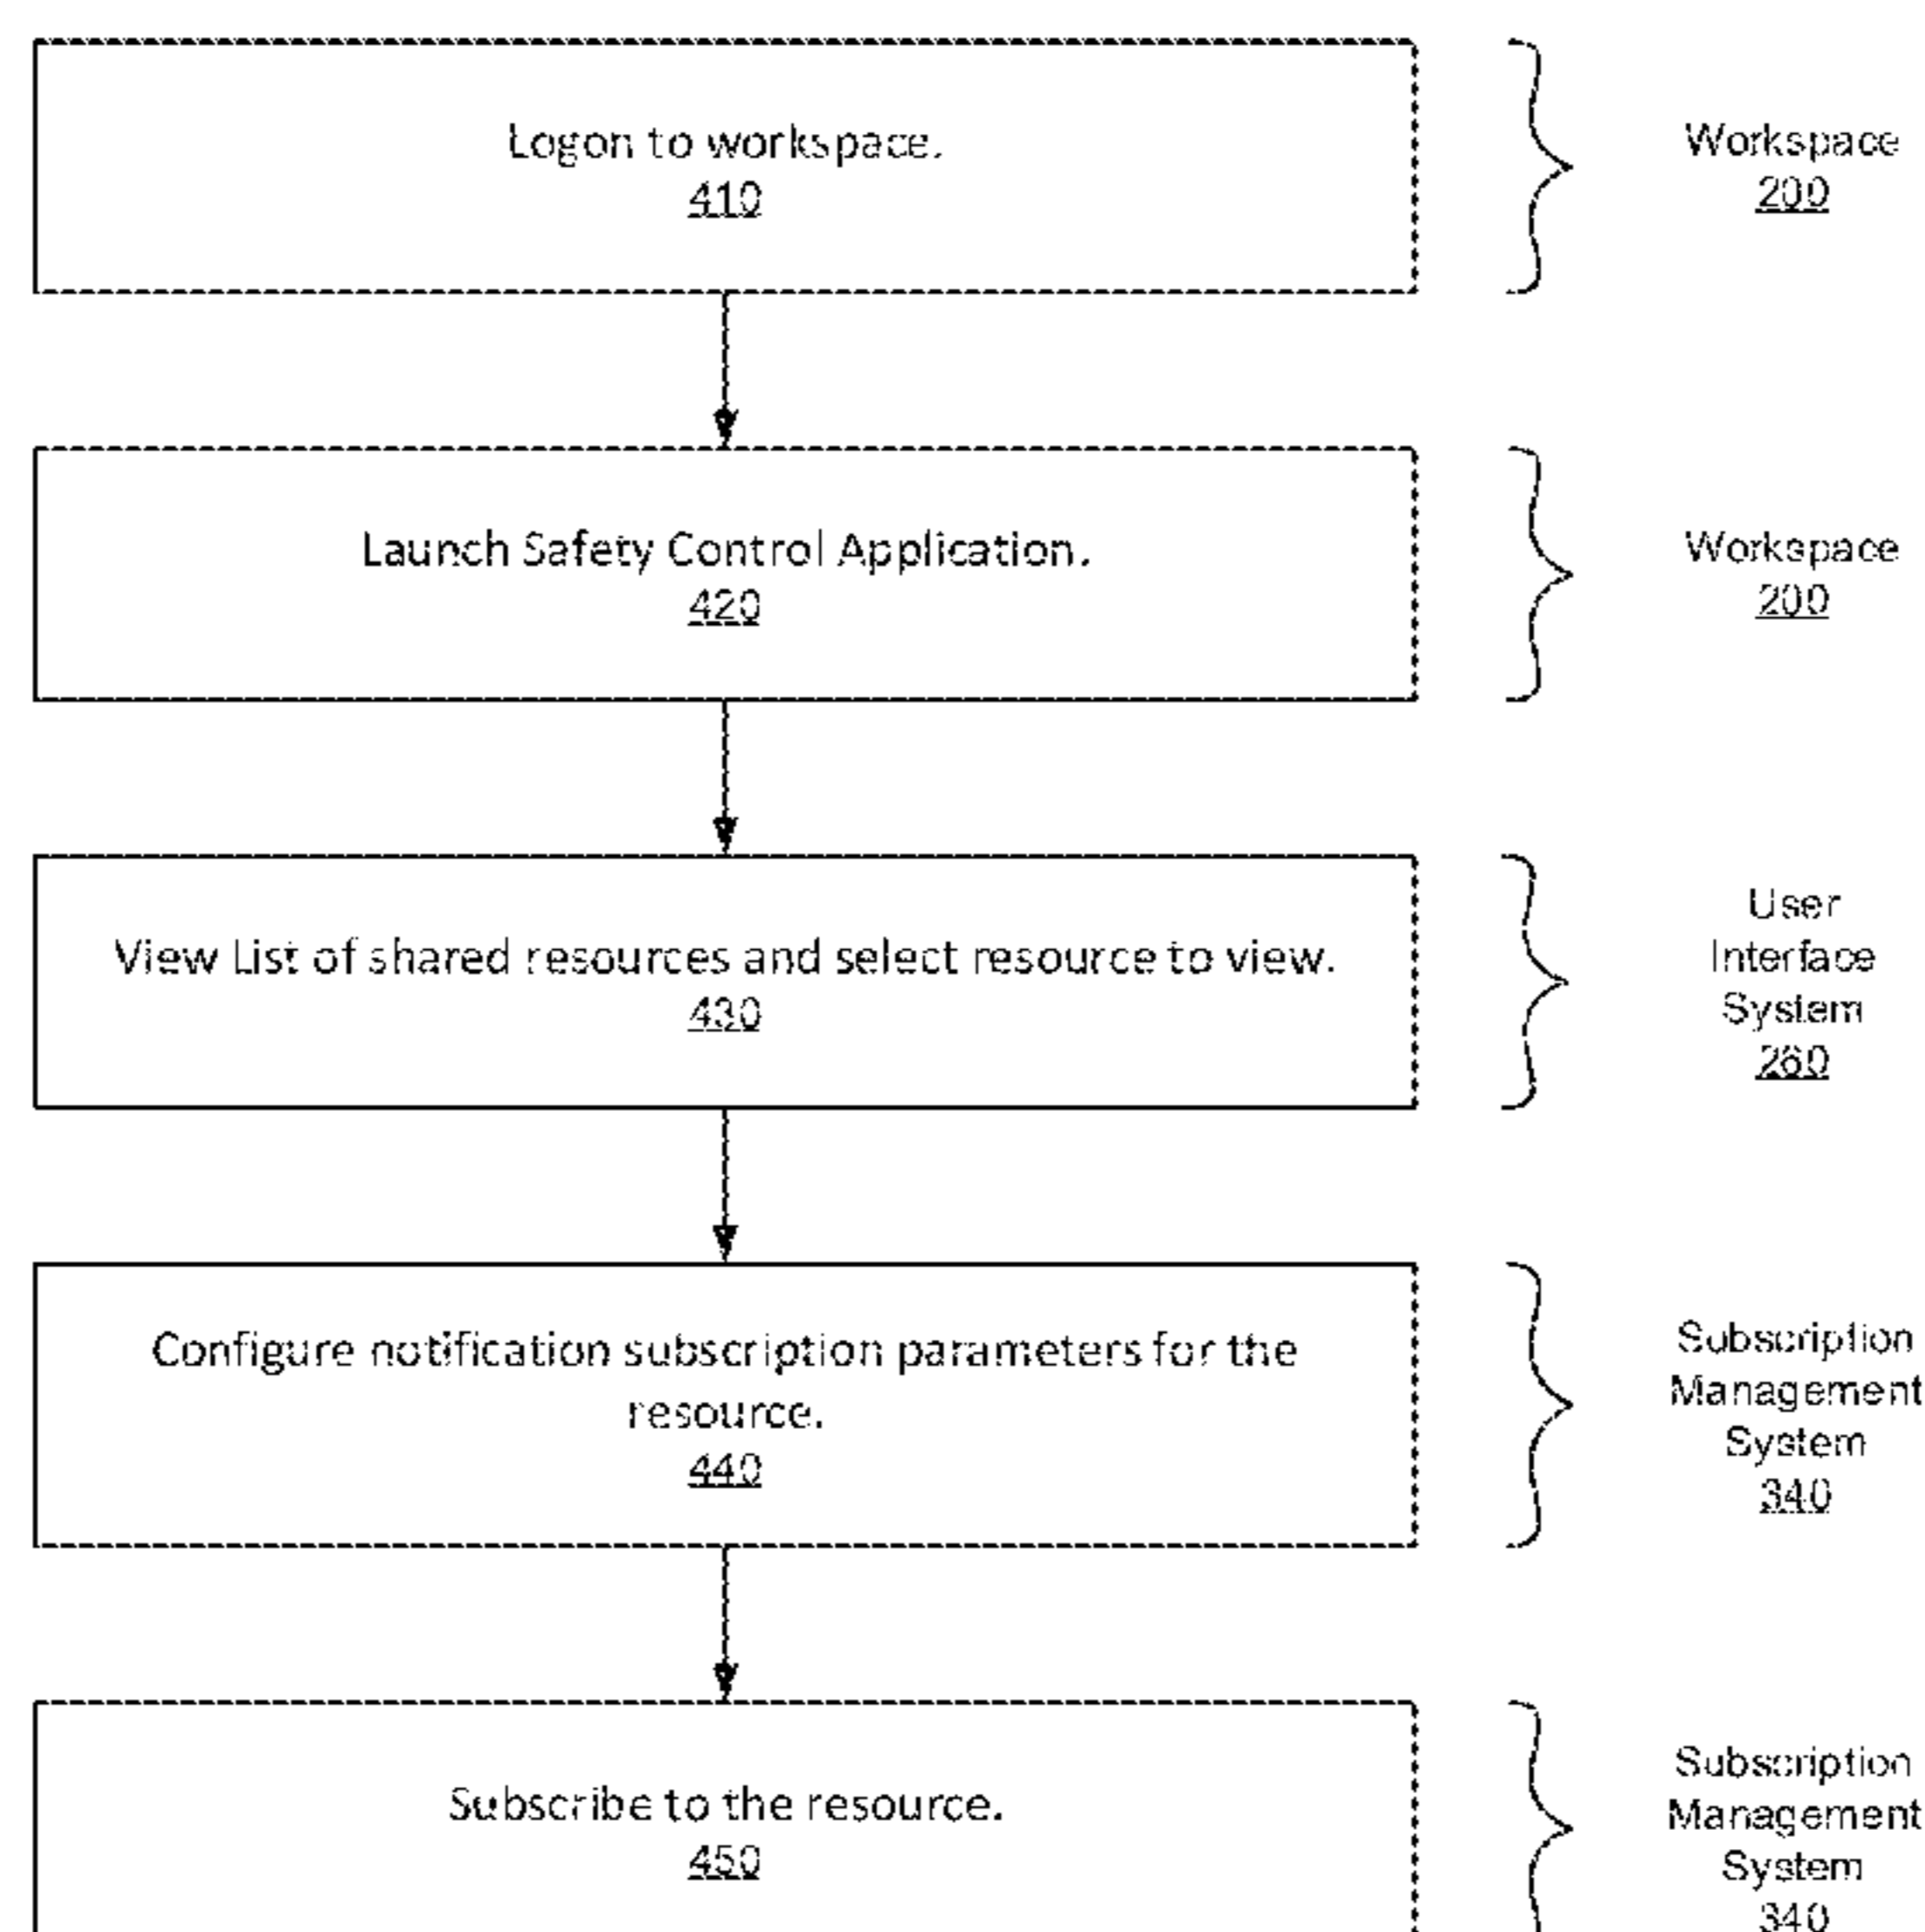 Logon to workspace.
410
Workspace
200
Launch Safety Control Application.
420
Workspace
200
View List of shared resources and select resource to view.
430
User
Interface
System
260
Configure notification subscription parameters for the
resource.
440
Subscription
Management
System
340
Subscribe to the resource.
450
Subscription
Management
System
340